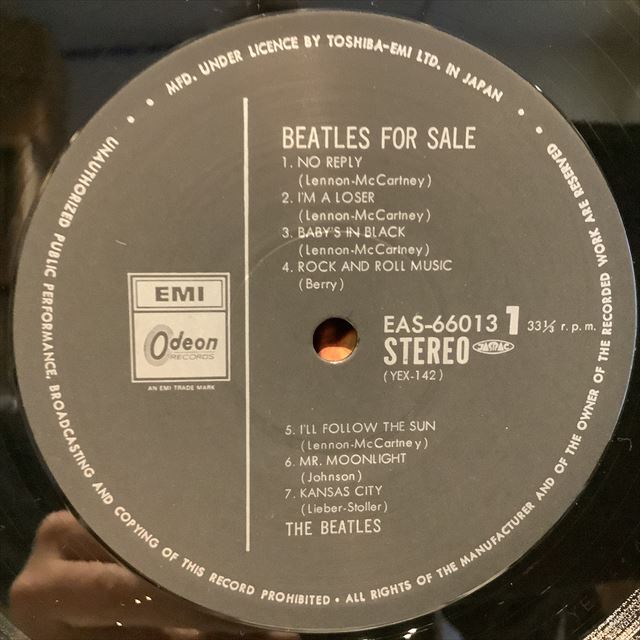 MFD. UNDER LICENCE BY TOSHIBA-EMI LTD. IN JAPAN
BEATLES FOR SALE
1. NO REPLY
(Lennon-McCartney)
2. I'M A LOSER
(Lennon-McCartney)
3. BABY'S IN BLACK
(Lennon-McCartney)
4. ROCK AND ROLL MUSIC
(Berry)
EMI
Odeon
RECORDS
AN EMI TRADE MARK
EAS-66013 1 33⅓ r.p.m.
STEREO JASRAC
(YEX-142)
5. I'LL FOLLOW THE SUN
(Lennon-McCartney)
6. MR. MOONLIGHT
(Johnson)
7. KANSAS CITY
(Lieber-Stoller)
THE BEATLES
UNAUTHORIZED PUBLIC PERFORMANCE, BROADCASTING AND COPYING OF THIS RECORD PROHIBITED • ALL RIGHTS OF THE MANUFACTURER AND OF THE OWNER OF THE RECORDED WORK ARE RESERVED